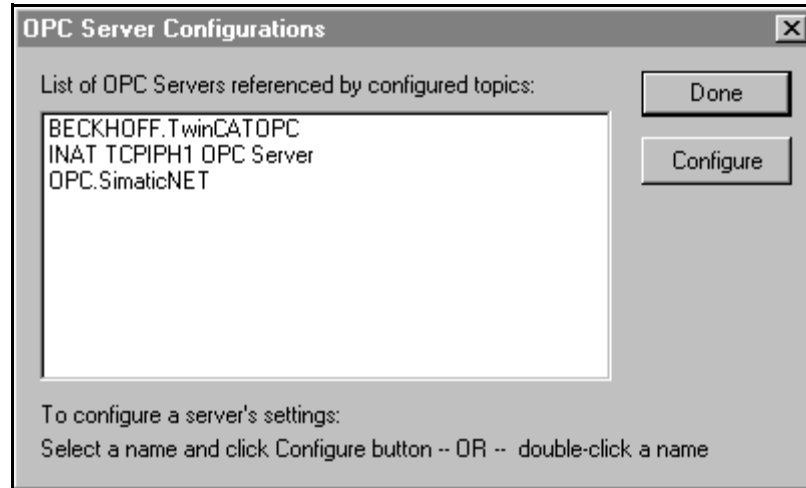 OPC Server Configurations
List of OPC Servers referenced by configured topics:
Done
BECKHOFF.TwinCATOPC
INAT TCPIPH1 OPC Server
OPC.SimaticNET
Configure
To configure a server's settings:
Select a name and click Configure button -- OR -- double-click a name